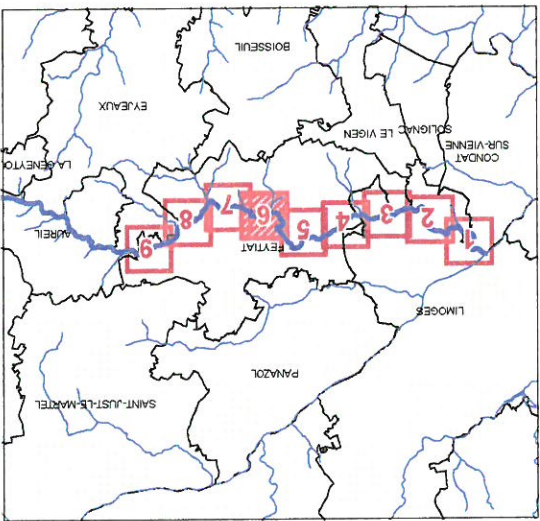 SAINT-JUST-LE-MARTEL
PANAZOL
LIMOGES
1
2
3
4
5
6
7
8
9
FEYTIAT
AUREIL
CONDAT
SUR-VIENNE
SOLIGNAC
LE VIGEN
LA GENEYTO
EYJEAUX
BOISSEUIL